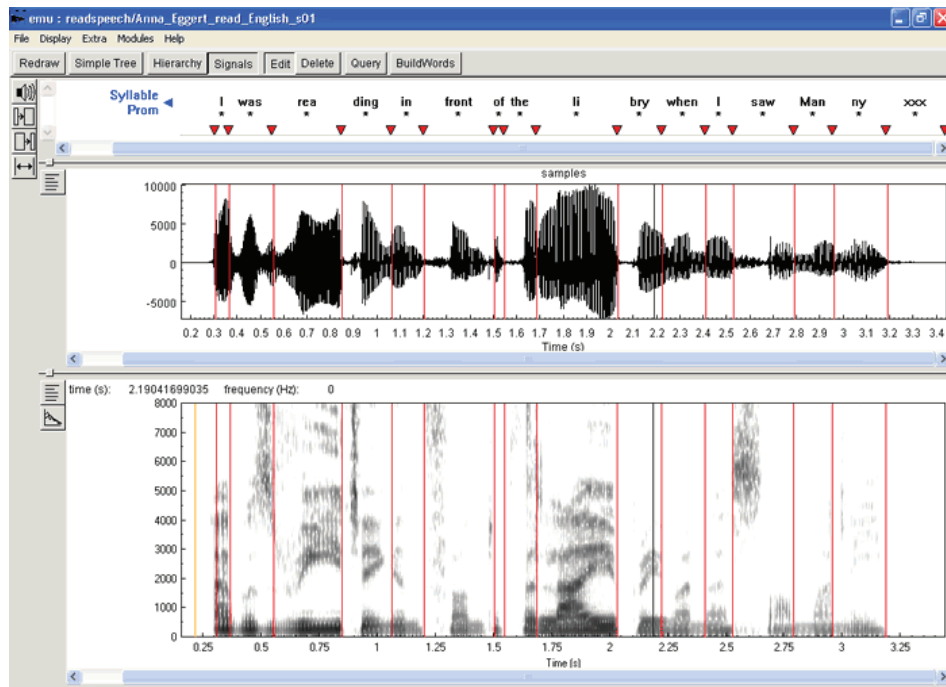 emu : readspeech/Anna_Eggert_read_English_s01
File Display Extra Modules Help
Redraw Simple Tree Hierarchy Signals Edit Delete Query BuildWords
Syllable I was rea ding in front of the li bry when I saw Man ny xxx
Prom * * * * * * * * * * * * * * * *
samples
10000
5000
0
-5000
0.2 0.3 0.4 0.5 0.6 0.7 0.8 0.9 1 1.1 1.2 1.3 1.4 1.5 1.6 1.7 1.8 1.9 2 2.1 2.2 2.3 2.4 2.5 2.6 2.7 2.8 2.9 3 3.1 3.2 3.3 3.4
Time (s)
time (s): 2.19041699035 frequency (Hz): 0
8000
7000
6000
5000
4000
3000
2000
1000
0
0.25 0.5 0.75 1 1.25 1.5 1.75 2 2.25 2.5 2.75 3 3.25
Time (s)